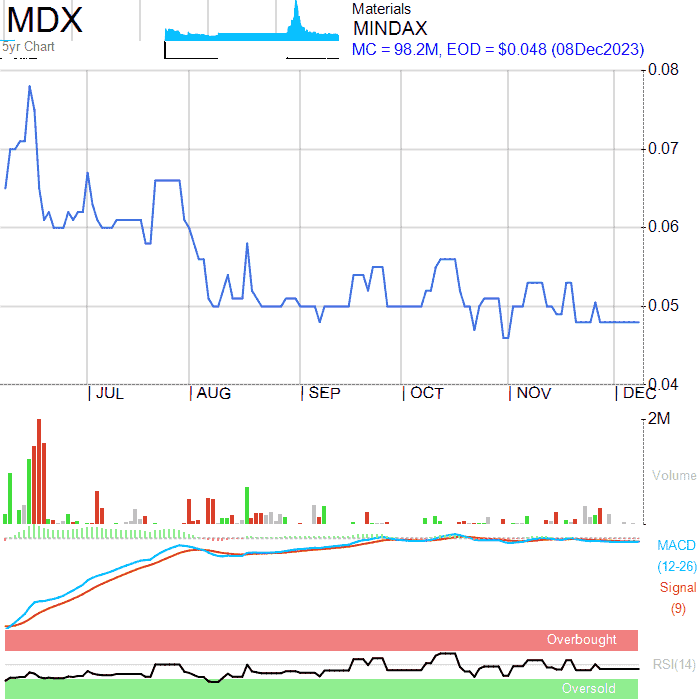 MDX
5yr Chart
Materials
MINDAX
MC = 98.2M, EOD = $0.048 (08Dec2023)
0.08
0.07
0.06
0.05
0.04
JUL
AUG
SEP
OCT
NOV
DEC
2M
Volume
MACD
(12-26)
Signal
(9)
Overbought
RSI(14)
Oversold